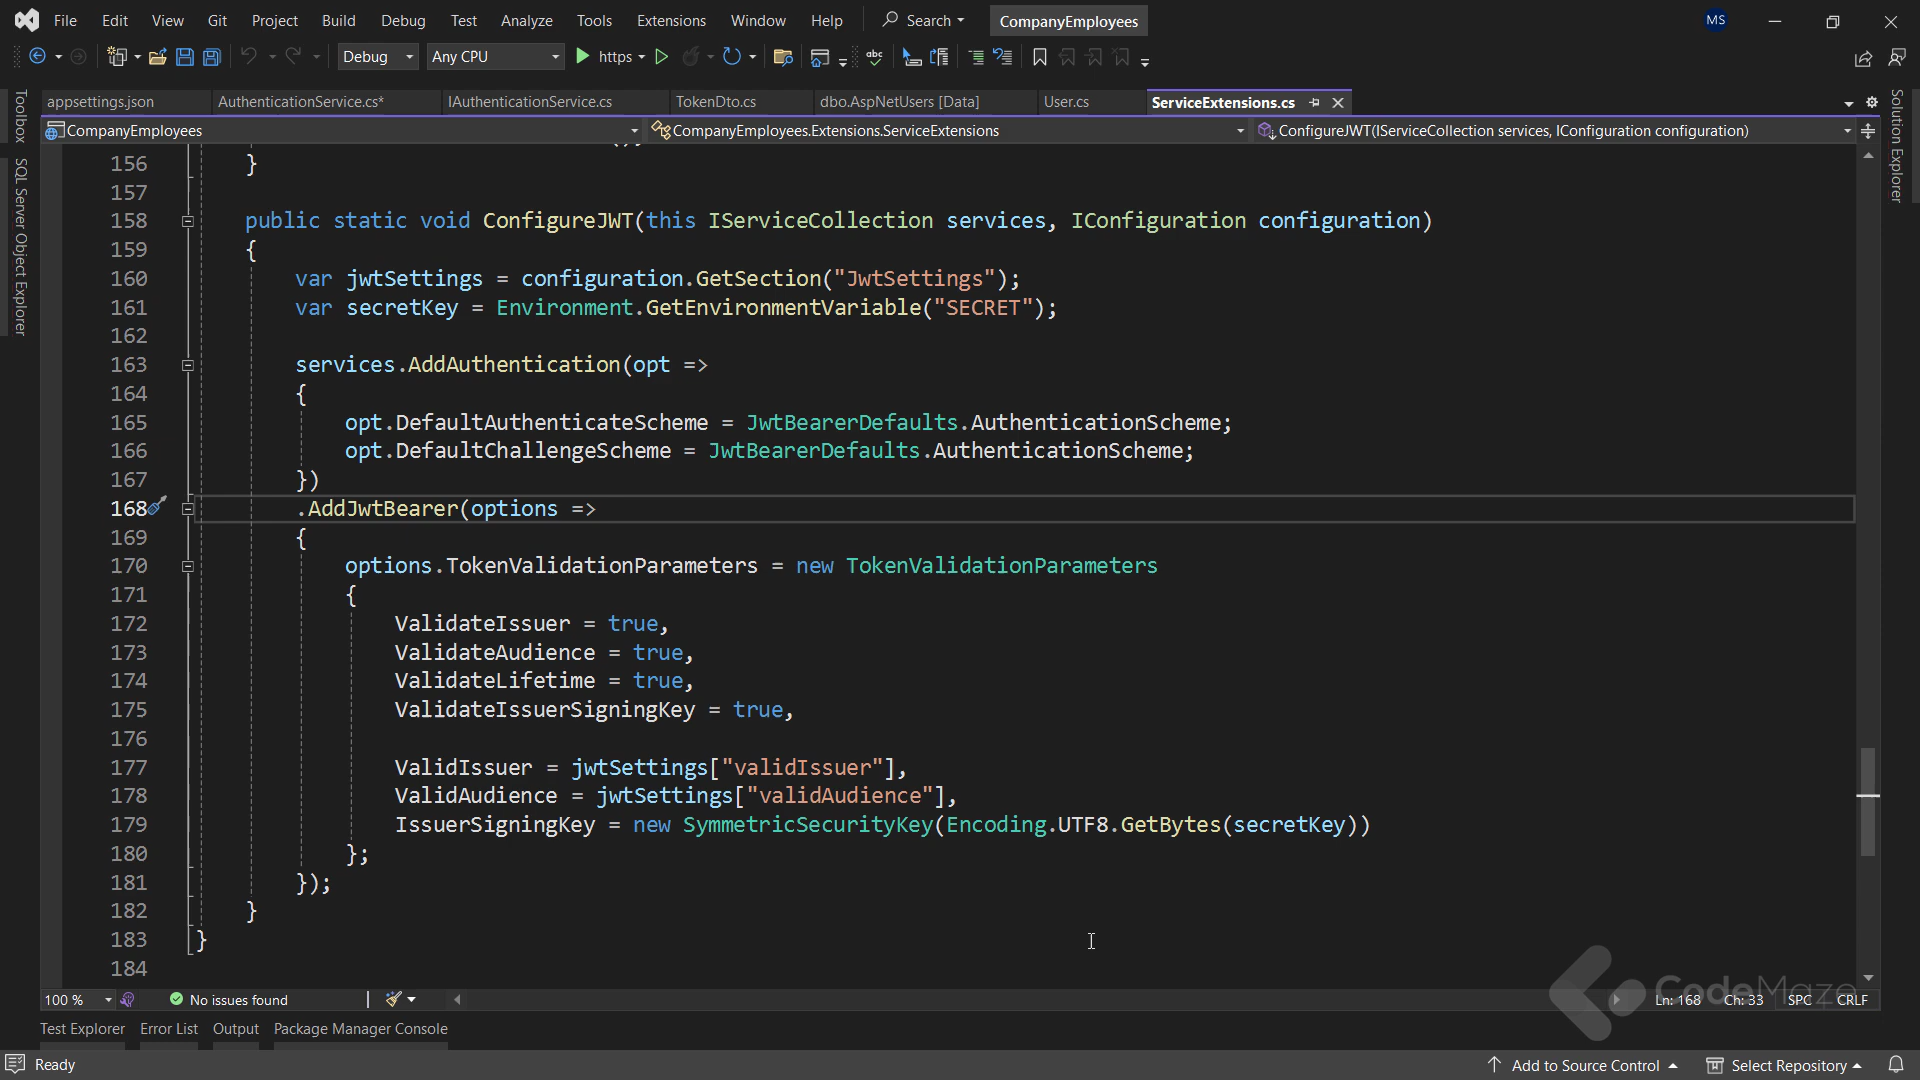 File Edit View Git Project Build Debug Test Analyze Tools Extensions Window Help Search CompanyEmployees MS
Debug Any CPU https abc
appsettings.json AuthenticationService.cs* IAuthenticationService.cs TokenDto.cs dbo.AspNetUsers [Data] User.cs ServiceExtensions.cs
CompanyEmployees CompanyEmployees.Extensions.ServiceExtensions ConfigureJWT(IServiceCollection services, IConfiguration configuration)
Toolbox
SQL Server Object Explorer
Solution Explorer
156 }
157
158 public static void ConfigureJWT(this IServiceCollection services, IConfiguration configuration)
159 {
160 var jwtSettings = configuration.GetSection("JwtSettings");
161 var secretKey = Environment.GetEnvironmentVariable("SECRET");
162
163 services.AddAuthentication(opt =>
164 {
165 opt.DefaultAuthenticateScheme = JwtBearerDefaults.AuthenticationScheme;
166 opt.DefaultChallengeScheme = JwtBearerDefaults.AuthenticationScheme;
167 })
168 .AddJwtBearer(options =>
169 {
170 options.TokenValidationParameters = new TokenValidationParameters
171 {
172 ValidateIssuer = true,
173 ValidateAudience = true,
174 ValidateLifetime = true,
175 ValidateIssuerSigningKey = true,
176
177 ValidIssuer = jwtSettings["validIssuer"],
178 ValidAudience = jwtSettings["validAudience"],
179 IssuerSigningKey = new SymmetricSecurityKey(Encoding.UTF8.GetBytes(secretKey))
180 };
181 });
182 }
183 }
184
100 % No issues found Ln: 168 Ch: 33 SPC CRLF
CodeMaze
Test Explorer Error List Output Package Manager Console
Ready Add to Source Control Select Repository